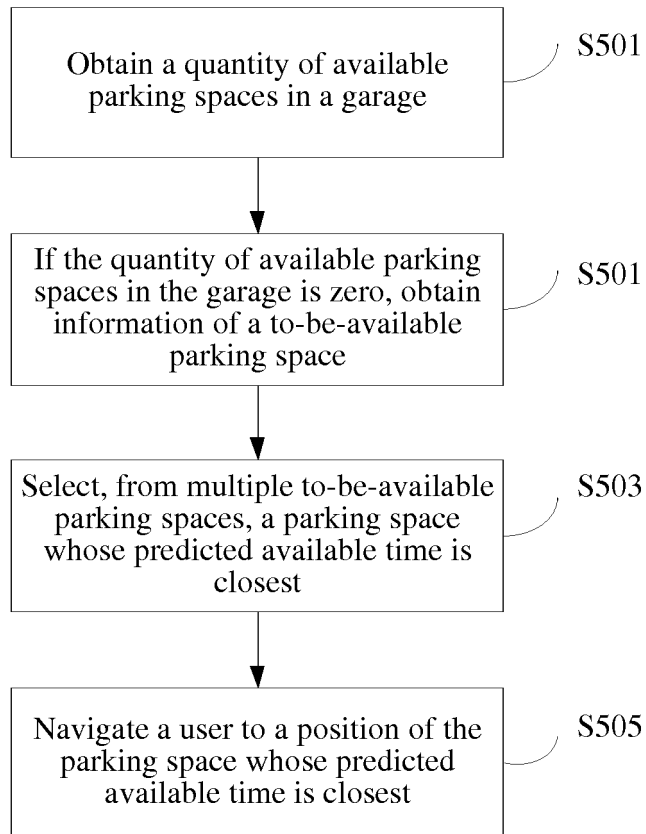 Obtain a quantity of available
parking spaces in a garage
S501
If the quantity of available parking
spaces in the garage is zero, obtain
information of a to-be-available
parking space
S501
Select, from multiple to-be-available
parking spaces, a parking space
whose predicted available time is
closest
S503
Navigate a user to a position of the
parking space whose predicted
available time is closest
S505